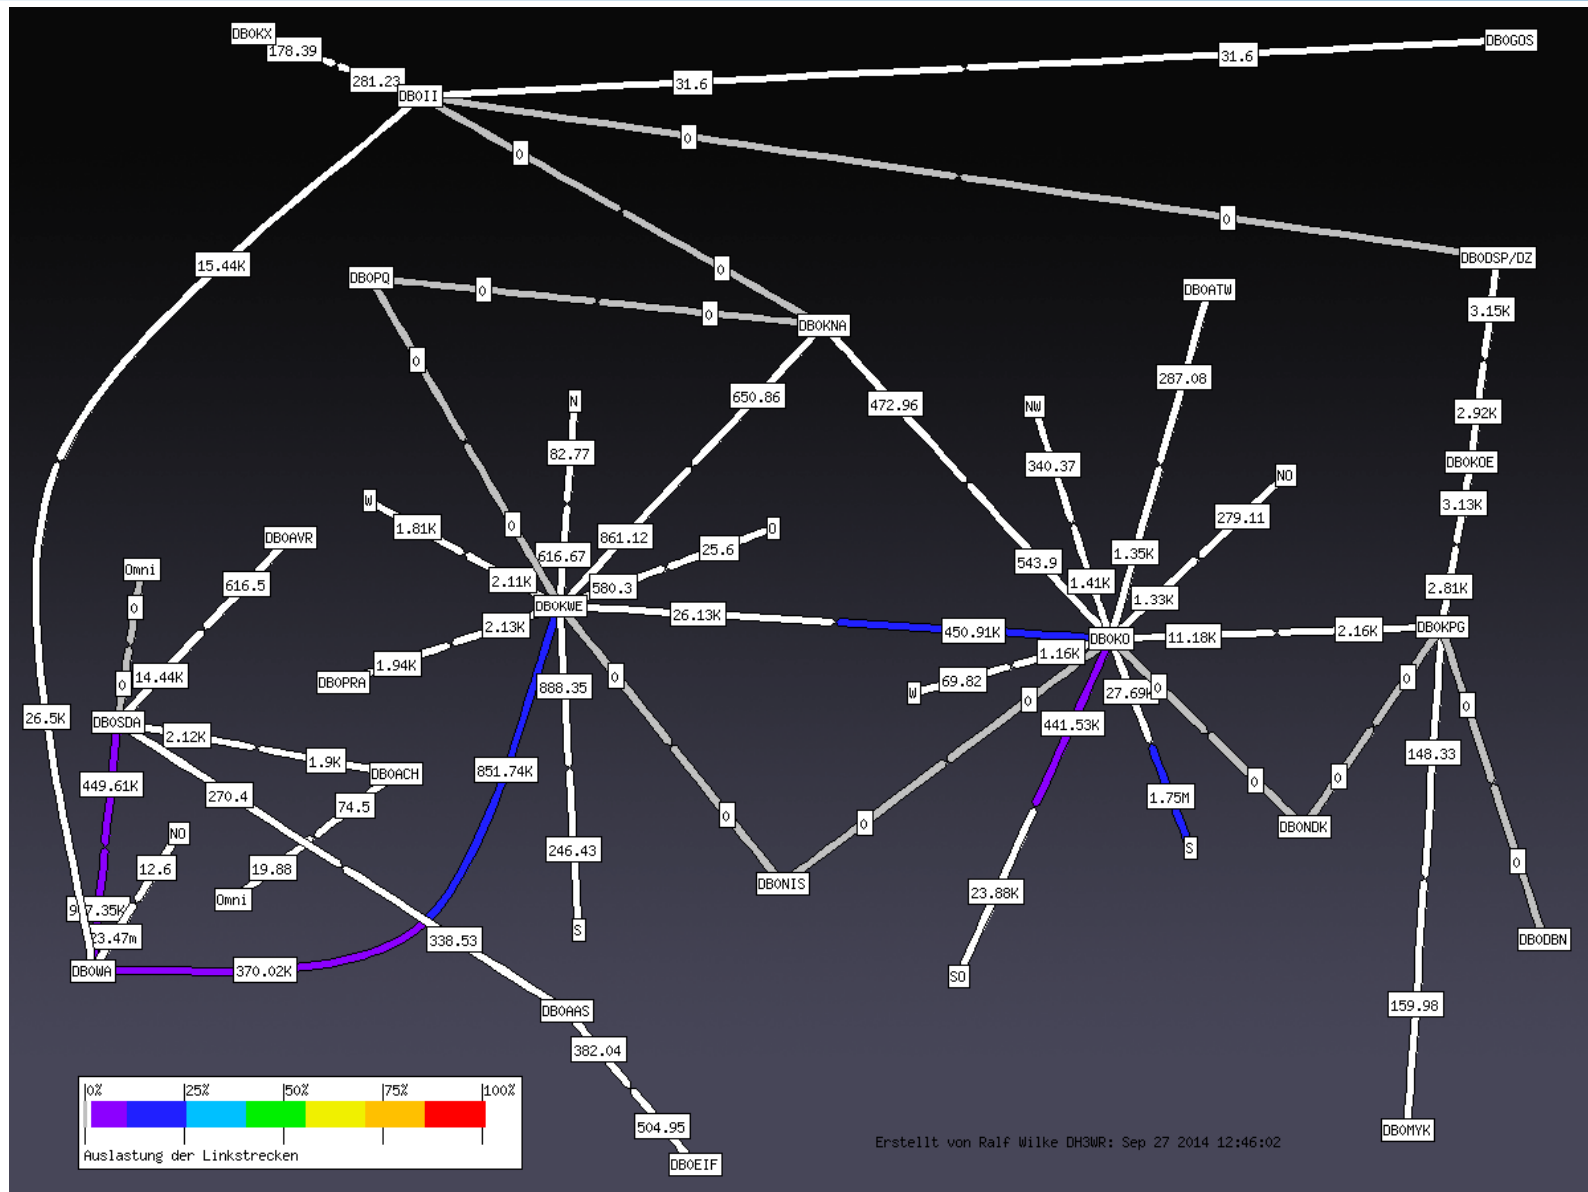 DB0KX
178.39
DB0GOS
31.6
281.23
31.6
DB0II
0
0
0
DB0DSP/DZ
15.44K
0
DB0PQ
0
DB0ATW
3.15K
0
DB0KNA
0
287.08
650.86
N
472.96
NW
2.92K
82.77
DB0KOE
340.37
NO
W
3.13K
279.11
1.81K
0
O
DB0AVR
861.12
25.6
616.67
1.35K
543.9
Omni
616.5
2.11K
580.3
1.41K
2.81K
1.33K
0
DB0KWE
26.13K
2.13K
DB0KPG
450.91K
2.16K
DB0KO
11.18K
1.16K
1.94K
14.44K
0
0
DB0PRA
69.82
0
888.35
W
27.69K
0
0
0
26.5K
DB0SDA
441.53K
2.12K
148.33
1.9K
851.74K
DB0ACH
0
0
449.61K
270.4
1.75M
74.5
0
0
DB0NDK
NO
246.43
S
12.6
19.88
0
DB0NIS
23.88K
Omni
7.35K
S
23.47m
338.53
DB0DBN
DB0WA
370.02K
SO
159.98
DB0AAS
382.04
0% 25% 50% 75% 100%
504.95
DB0MYK
Erstellt von Ralf Wilke DH3WR: Sep 27 2014 12:46:02
Auslastung der Linkstrecken
DB0EIF